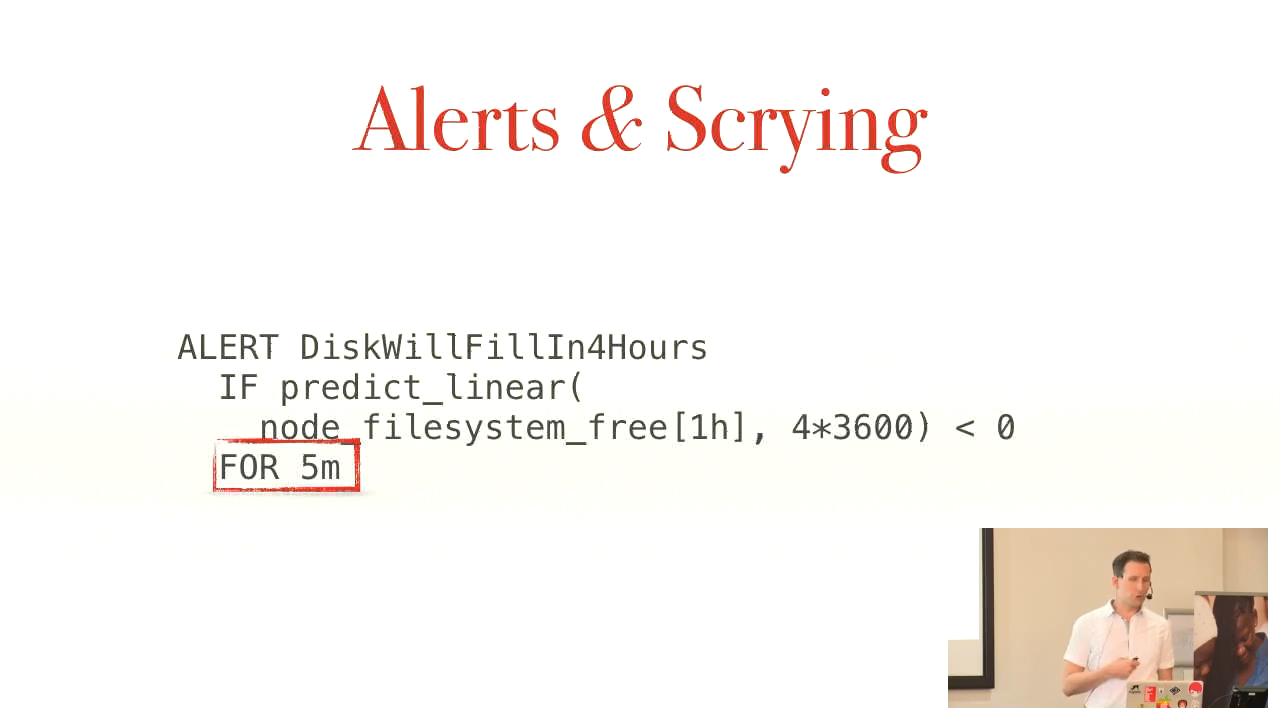 Alerts & Scrying
ALERT DiskWillFillIn4Hours
IF predict_linear(
node_filesystem_free[1h], 4*3600) < 0
FOR 5m